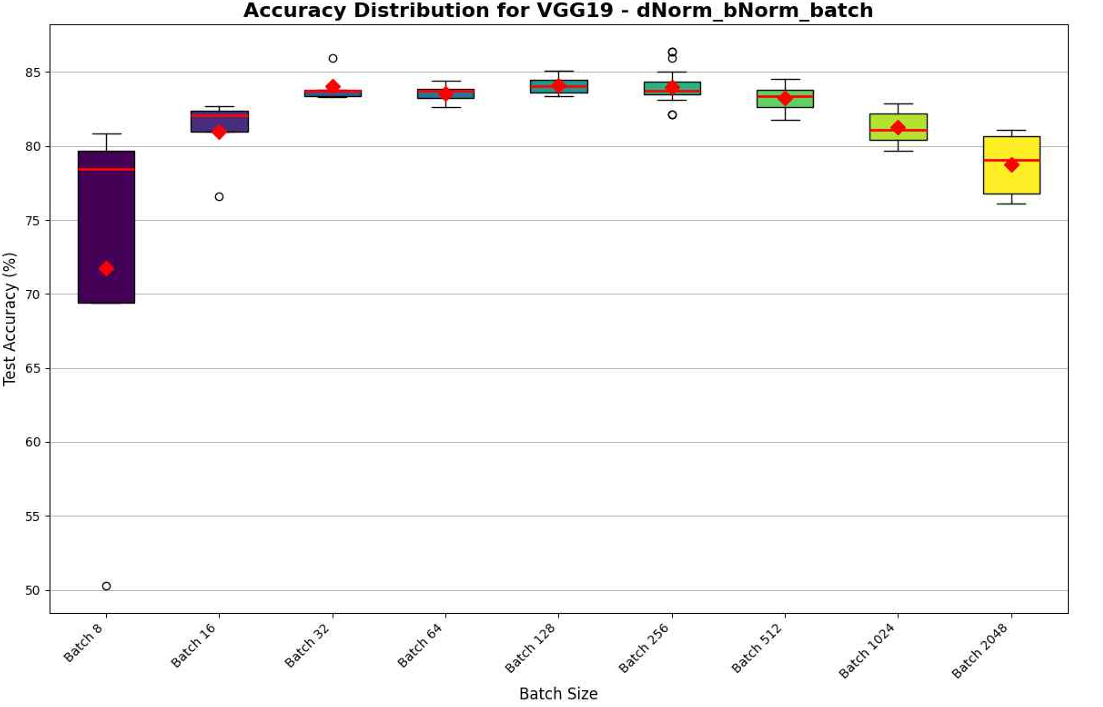 Accuracy Distribution for VGG19 - dNorm_bNorm_batch
Test Accuracy (%)
85
80
75
70
65
60
55
50
Batch 8
Batch 16
Batch 32
Batch 64
Batch 128
Batch 256
Batch 512
Batch 1024
Batch 2048
Batch Size